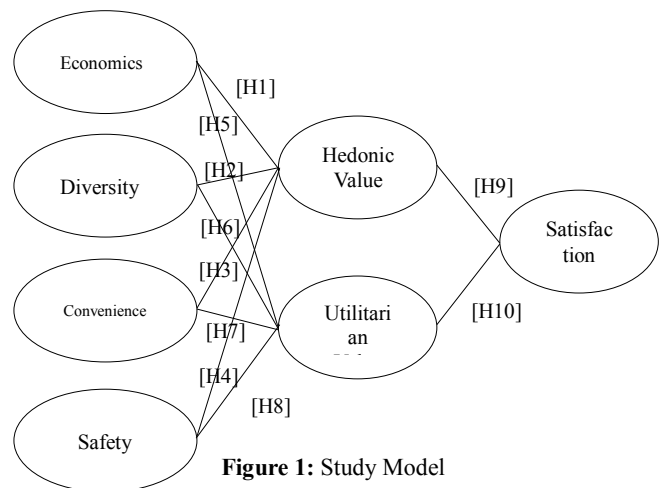 Economics
[H1]
[H5]
Diversity
[H2]
Hedonic
Value
[H9]
[H6]
Satisfac
tion
[H3]
Convenience
Utilitari
an
[H10]
[H7]
[H4]
[H8]
Safety
Figure 1: Study Model